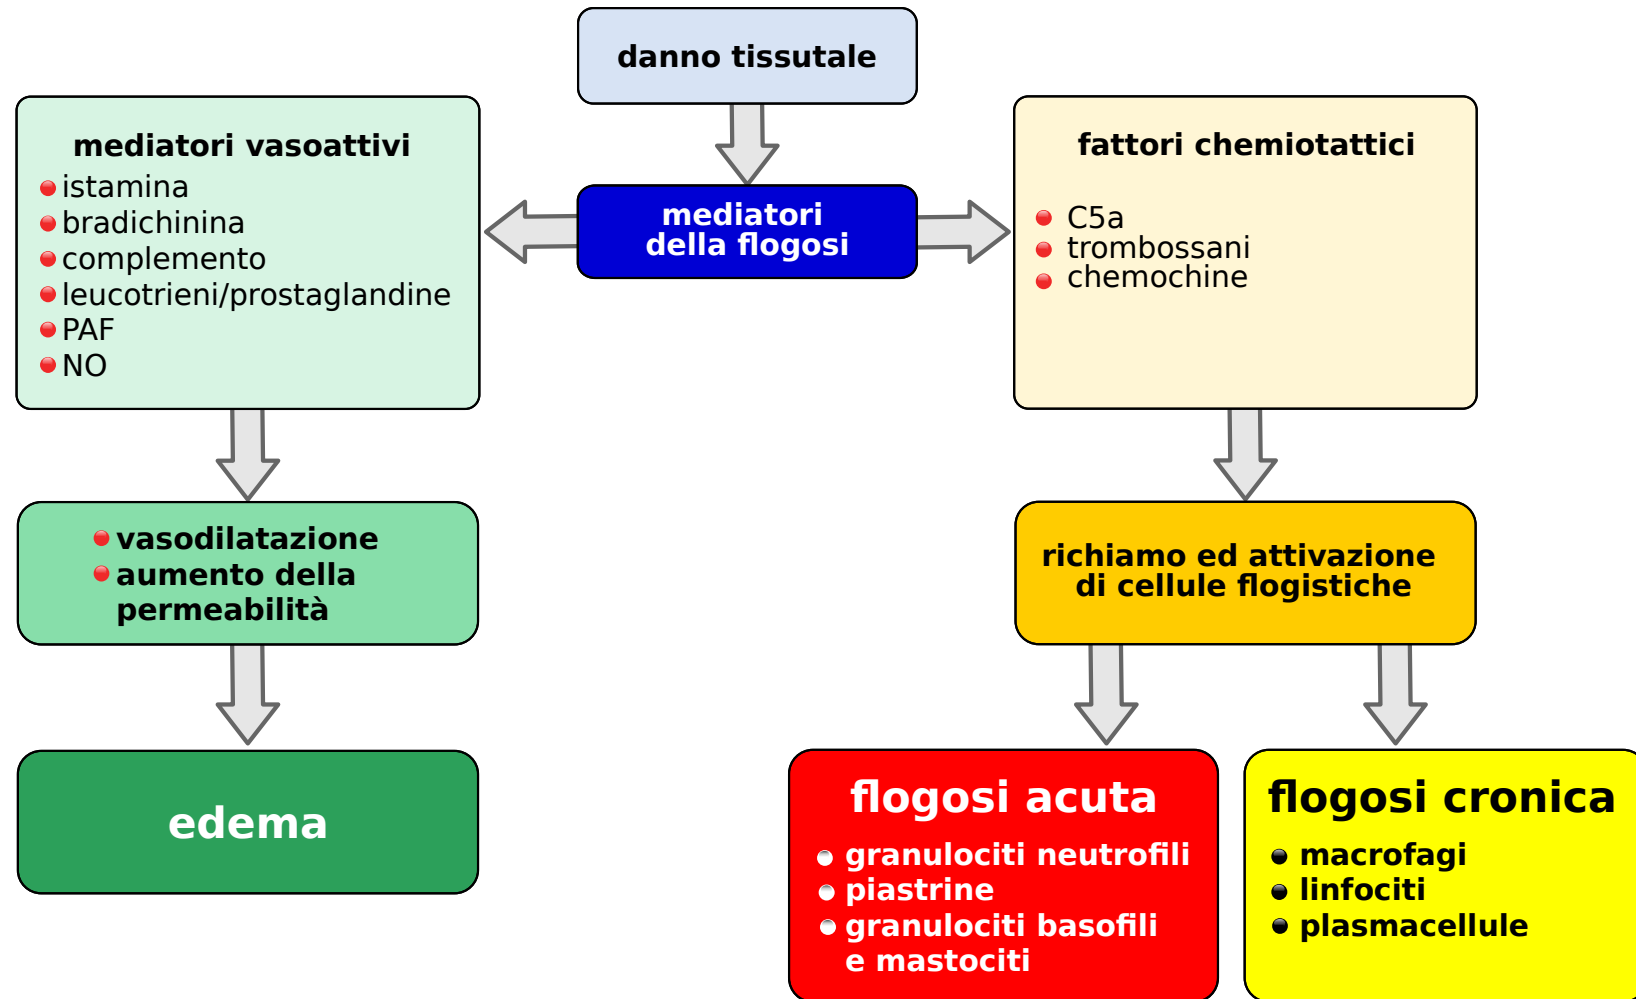 danno tissutale
mediatori
della flogosi
mediatori vasoattivi
istamina
bradichinina
complemento
leucotrieni/prostaglandine
PAF
NO
fattori chemiotattici
C5a
trombossani
chemochine
vasodilatazione
aumento della
permeabilità
richiamo ed attivazione
di cellule flogistiche
edema
flogosi acuta
granulociti neutrofili
piastrine
granulociti basofili
e mastociti
flogosi cronica
macrofagi
linfociti
plasmacellule